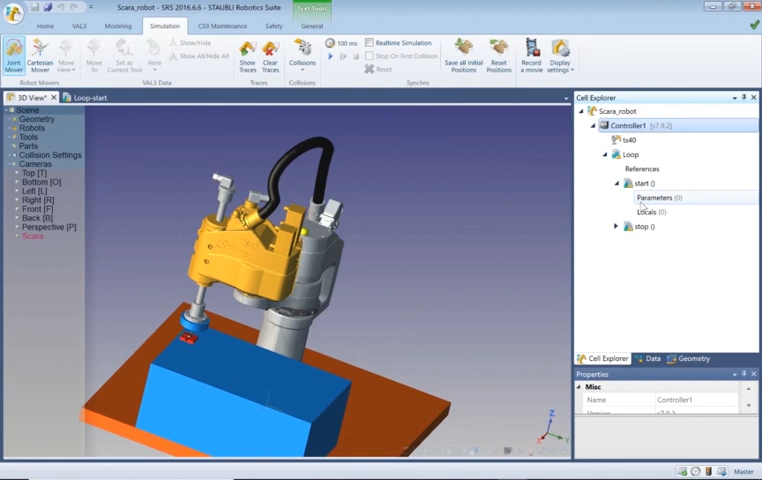 Scara_robot - SRS 2016.6.6 - STAUBLI Robotics Suite
Text Tools
Home VAL3 Modeling Simulation CS9 Maintenance Safety General
Joint Mover
Cartesian Mover
Move Here
Move To
Set as Current Tool
Here
Show/Hide
Show All/Hide All
Show Traces
Clear Traces
Collisions
100 ms
Realtime Simulation
Stop On First Collision
Reset
Save all Initial Positions
Reset Positions
Record a movie
Display settings
Robot Movers
VAL3 Data
Traces
Collisions
Synchro
3D View*
Loop-start
Scene
Geometry
Robots
Tools
Parts
Collision Settings
Cameras
Top [T]
Bottom [O]
Left [L]
Right [R]
Front [F]
Back [B]
Perspective [P]
Scara
Z
X
Y
Cell Explorer
Scara_robot
Controller1 [s7.9.2]
ts40
Loop
References
start ()
Parameters (0)
Locals (0)
stop ()
Cell Explorer Data Geometry
Properties
Misc
Name Controller1
Version s7.9.2
Master